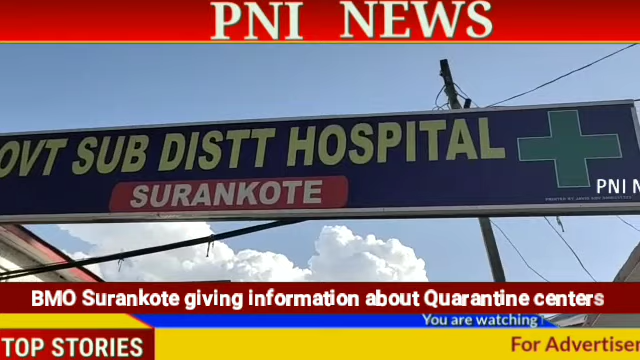 PNI NEWS
OVT SUB DISTT HOSPITAL
SURANKOTE
PNI N
BMO Surankote giving information about Quarantine centers
You are watching
TOP STORIES
For Advertiser